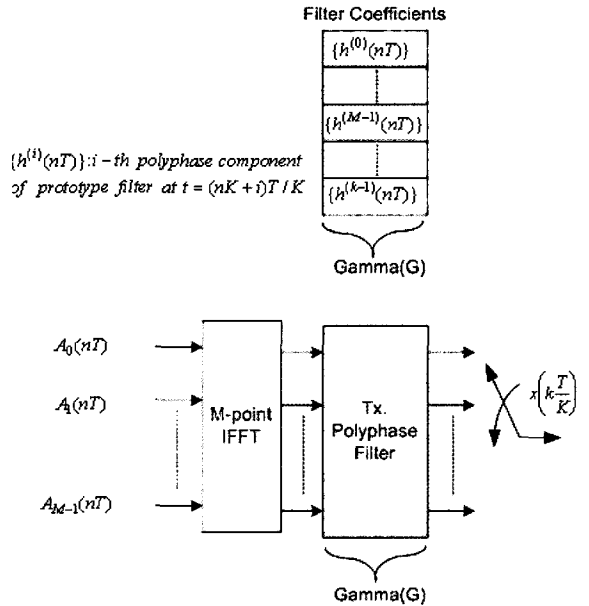 Filter Coefficients
{h^(0)(nT)}
{h^(M-1)(nT)}
{h^(k-1)(nT)}
{h^(i)(nT)}:i-th polyphase component
of prototype filter at t = (nK+i)T / K
Gamma(G)
A_0(nT)
A_1(nT)
A_{M-1}(nT)
M-point
IFFT
Tx.
Polyphase
Filter
x(k T/K)
Gamma(G)